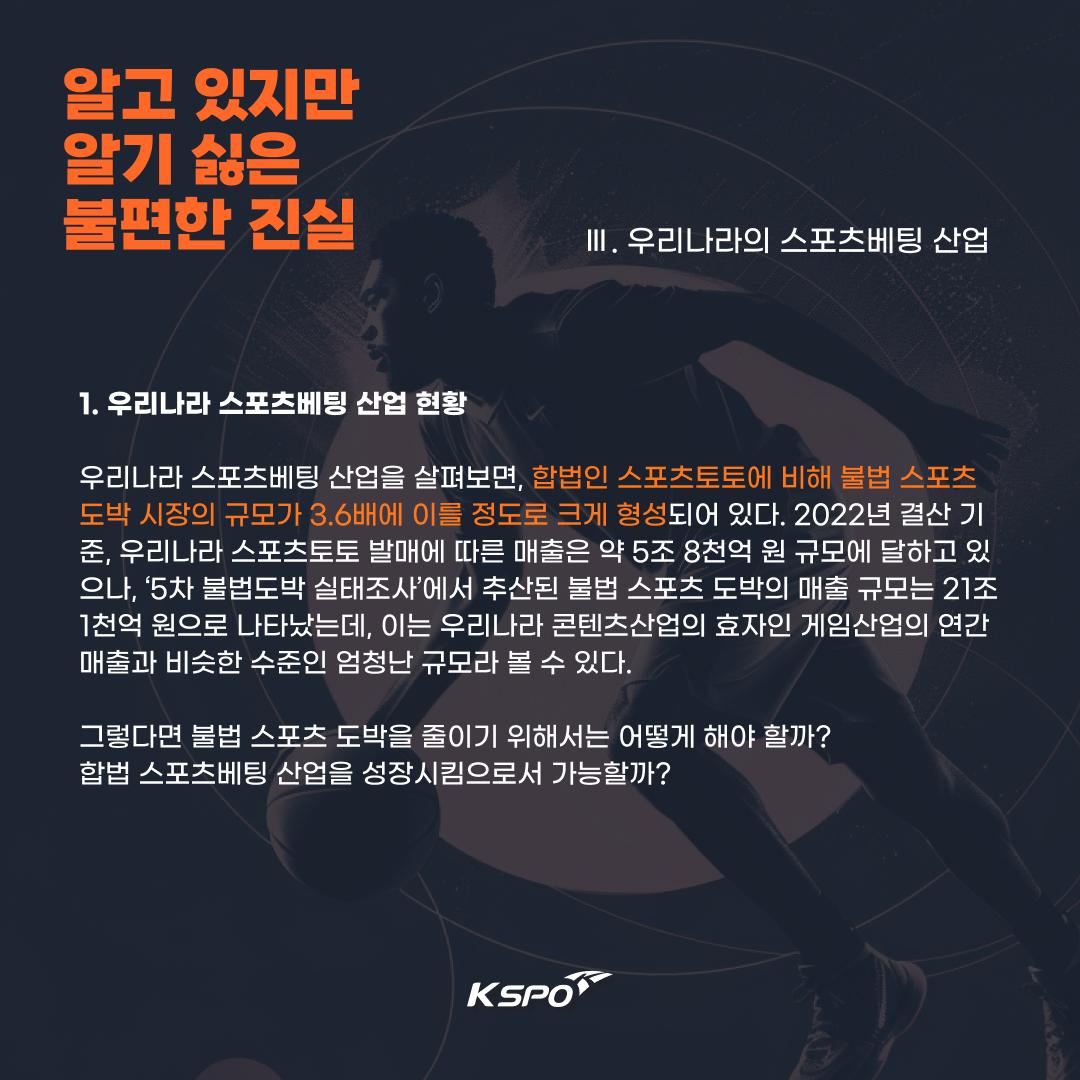 알고 있지만
알기 싫은
불편한 진실
Ⅲ. 우리나라의 스포츠베팅 산업
1. 우리나라 스포츠베팅 산업 현황
우리나라 스포츠베팅 산업을 살펴보면, 합법인 스포츠토토에 비해 불법 스포츠
도박 시장의 규모가 3.6배에 이를 정도로 크게 형성되어 있다. 2022년 결산 기
준, 우리나라 스포츠토토 발매에 따른 매출은 약 5조 8천억 원 규모에 달하고 있
으나, ‘5차 불법도박 실태조사’에서 추산된 불법 스포츠 도박의 매출 규모는 21조
1천억 원으로 나타났는데, 이는 우리나라 콘텐츠산업의 효자인 게임산업의 연간
매출과 비슷한 수준인 엄청난 규모라 볼 수 있다.
그렇다면 불법 스포츠 도박을 줄이기 위해서는 어떻게 해야 할까?
합법 스포츠베팅 산업을 성장시킴으로서 가능할까?
KSPO